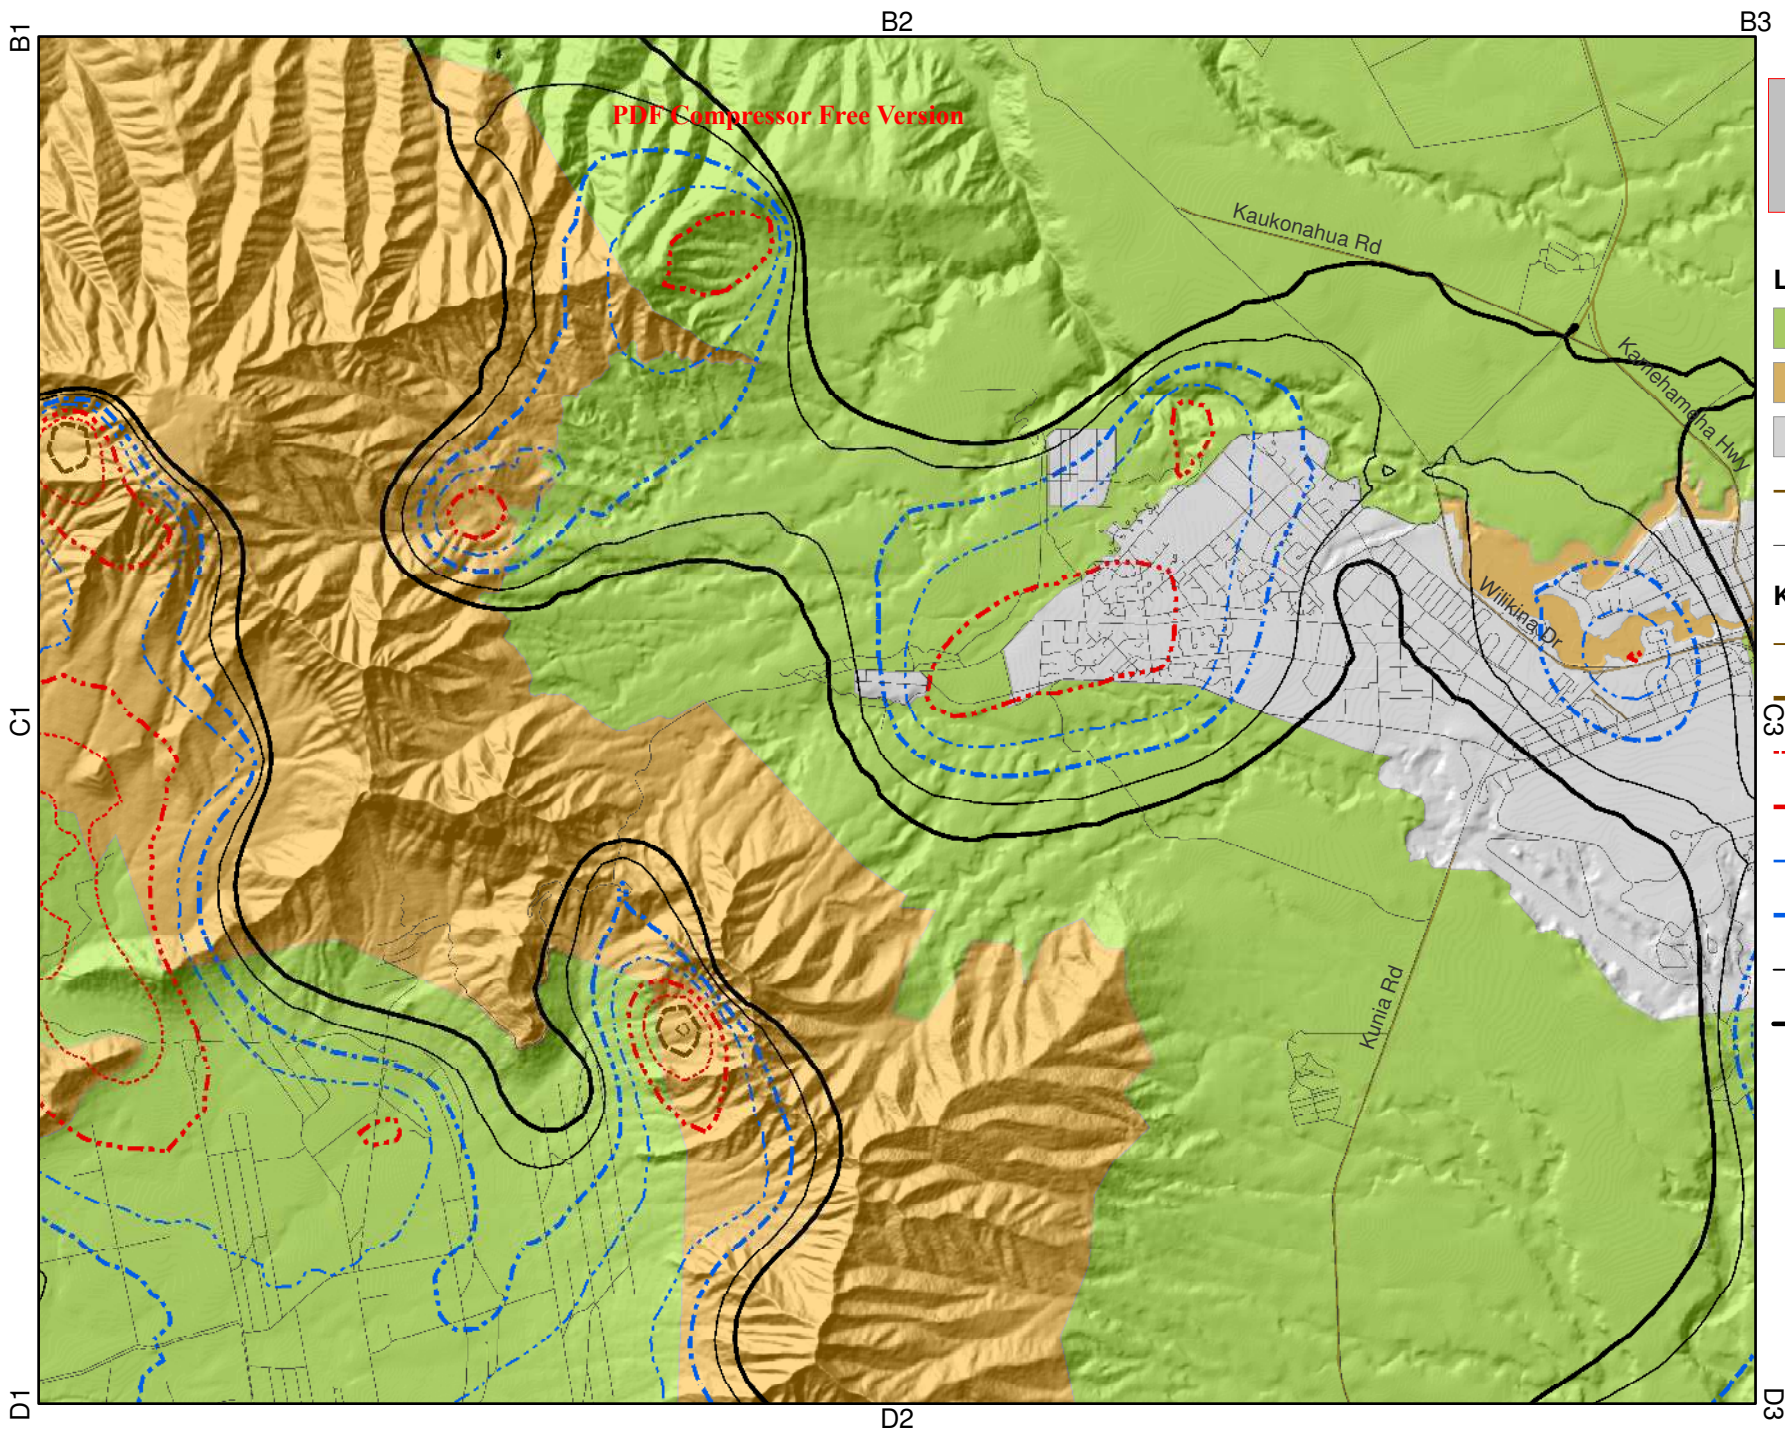 B1
B2
B3
PDF Compressor Free Version
Kaukonahua Rd
L
Kamehameha Hwy
K
Wilikina Dr
C1
C3
Kunia Rd
D1
D2
D3